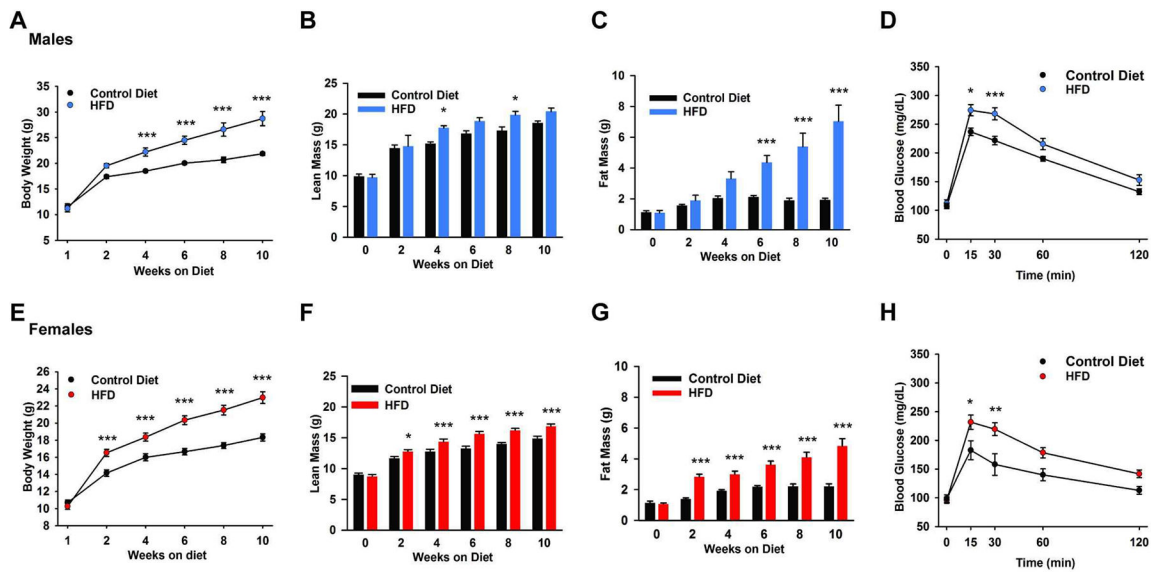 A
Males
Body Weight (g)
35
30
25
20
15
10
5
Control Diet
HFD
*** *** *** ***
1 2 4 6 8 10
Weeks on Diet
B
Lean Mass (g)
25
20
15
10
5
0
Control Diet
HFD
* *
0 2 4 6 8 10
Weeks on Diet
C
Fat Mass (g)
8
6
4
2
0
Control Diet
HFD
*** *** ***
0 2 4 6 8 10
Weeks on Diet
D
Blood Glucose (mg/dL)
350
300
250
200
150
100
50
Control Diet
HFD
* ***
0 15 30 60 120
Time (min)
E
Females
Body Weight (g)
26
24
22
20
18
16
14
12
10
8
Control Diet
HFD
*** *** *** *** ***
1 2 4 6 8 10
Weeks on diet
F
Lean Mass (g)
25
20
15
10
5
0
Control Diet
HFD
* *** *** *** ***
0 2 4 6 8 10
Weeks on Diet
G
Fat Mass (g)
10
8
6
4
2
0
Control Diet
HFD
*** *** *** *** ***
0 2 4 6 8 10
Weeks on Diet
H
Blood Glucose (mg/dL)
350
300
250
200
150
100
50
Control Diet
HFD
* **
0 15 30 60 120
Time (min)